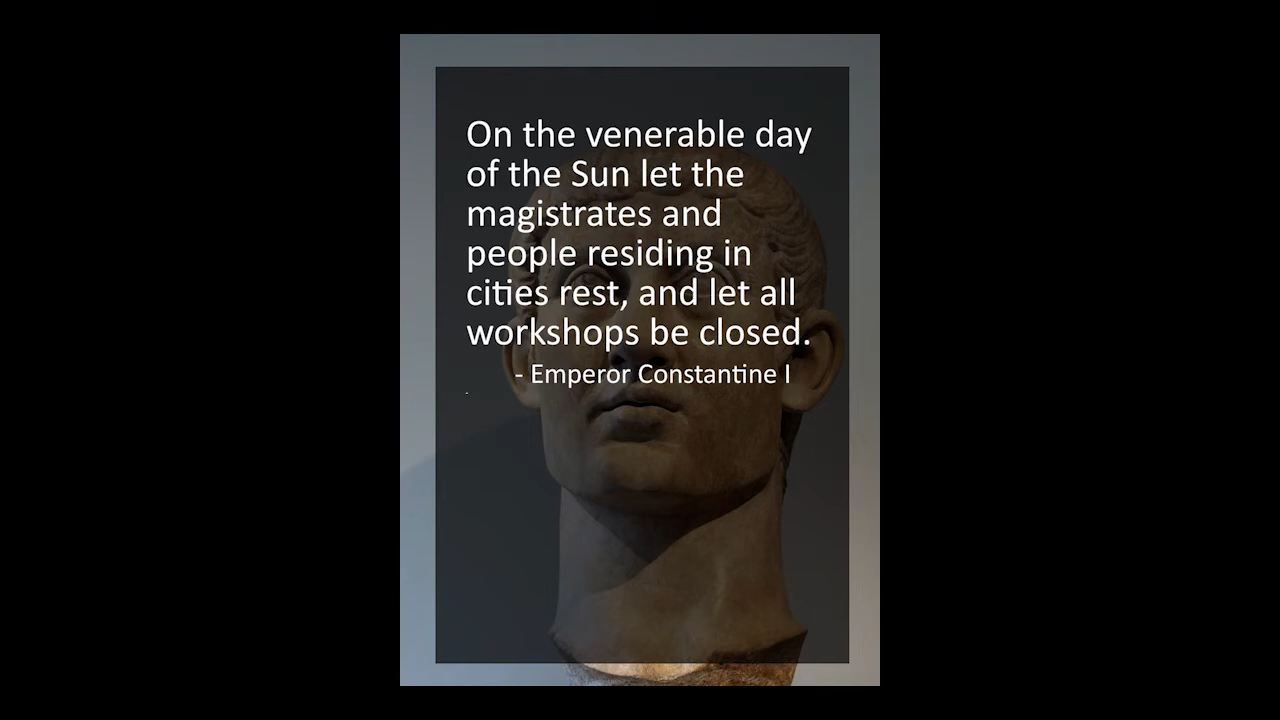 On the venerable day
of the Sun let the
magistrates and
people residing in
cities rest, and let all
workshops be closed.
- Emperor Constantine I